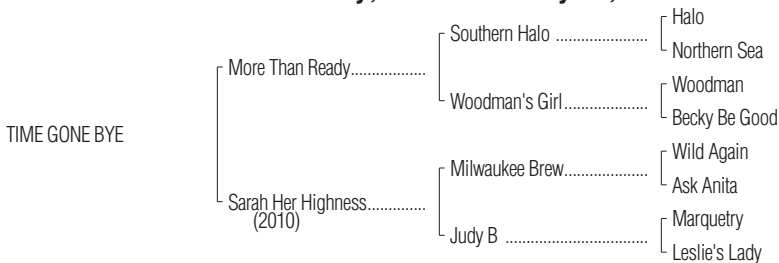 Halo
Southern Halo .....................
Northern Sea
More Than Ready.................
Woodman
Woodman's Girl...................
Becky Be Good
TIME GONE BYE
Wild Again
Milwaukee Brew...................
Ask Anita
Sarah Her Highness.............
(2010)
Marquetry
Judy B .................................
Leslie's Lady